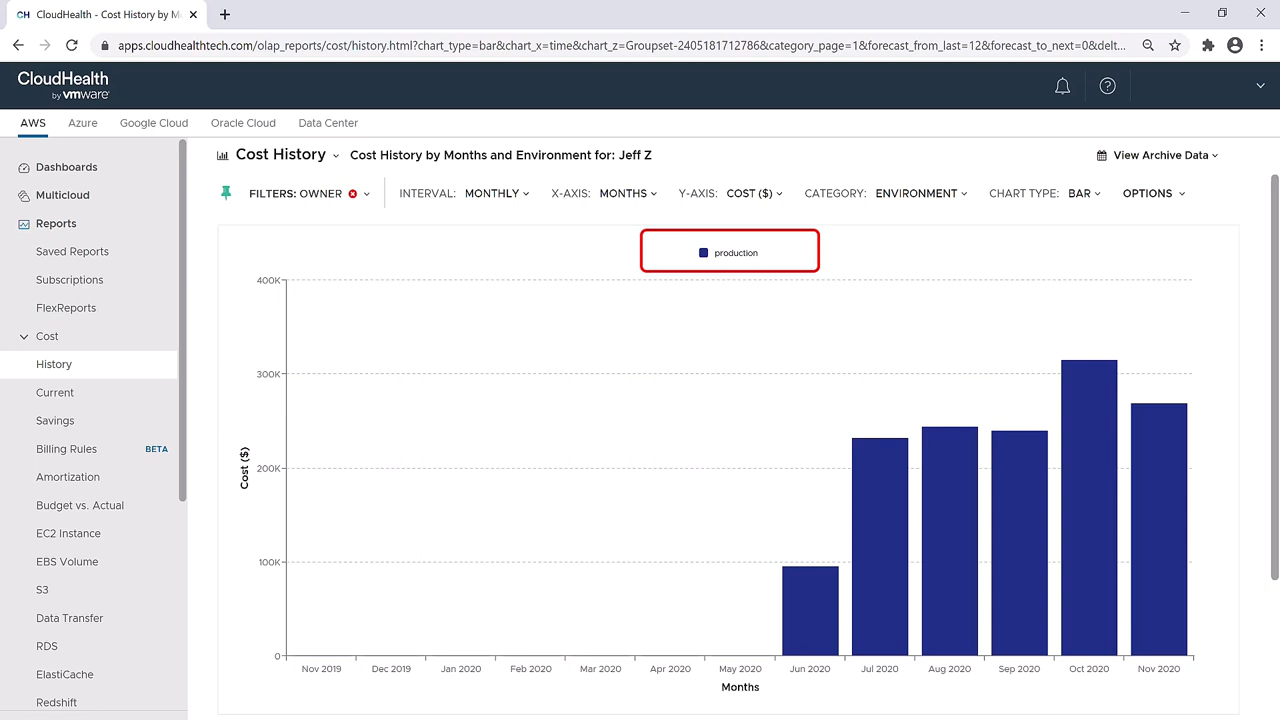 CH CloudHealth - Cost History by M
apps.cloudhealthtech.com/olap_reports/cost/history.html?chart_type=bar&chart_x=time&chart_z=Groupset-2405181712786&category_page=1&forecast_from_last=12&forecast_to_next=0&delt...
CloudHealth
by vmware
AWS Azure Google Cloud Oracle Cloud Data Center
Dashboards
Multicloud
Reports
Saved Reports
Subscriptions
FlexReports
Cost
History
Current
Savings
Billing Rules BETA
Amortization
Budget vs. Actual
EC2 Instance
EBS Volume
S3
Data Transfer
RDS
ElastiCache
Redshift
Cost History Cost History by Months and Environment for: Jeff Z View Archive Data
FILTERS: OWNER INTERVAL: MONTHLY X-AXIS: MONTHS Y-AXIS: COST ($) CATEGORY: ENVIRONMENT CHART TYPE: BAR OPTIONS
production
400K
300K
200K
100K
0
Cost ($)
Nov 2019 Dec 2019 Jan 2020 Feb 2020 Mar 2020 Apr 2020 May 2020 Jun 2020 Jul 2020 Aug 2020 Sep 2020 Oct 2020 Nov 2020
Months